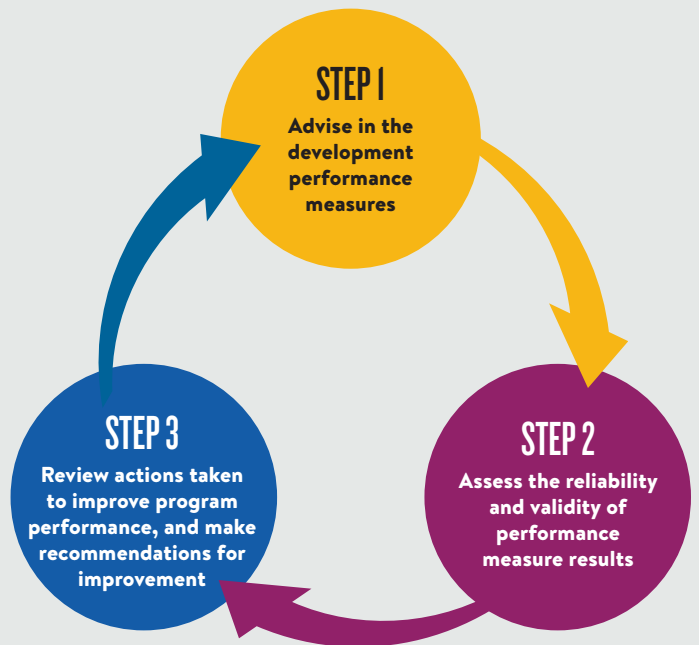 STEP 1
Advise in the
development
performance
measures
STEP 2
Assess the reliability
and validity of
performance
measure results
STEP 3
Review actions taken
to improve program
performance, and make
recommendations for
improvement